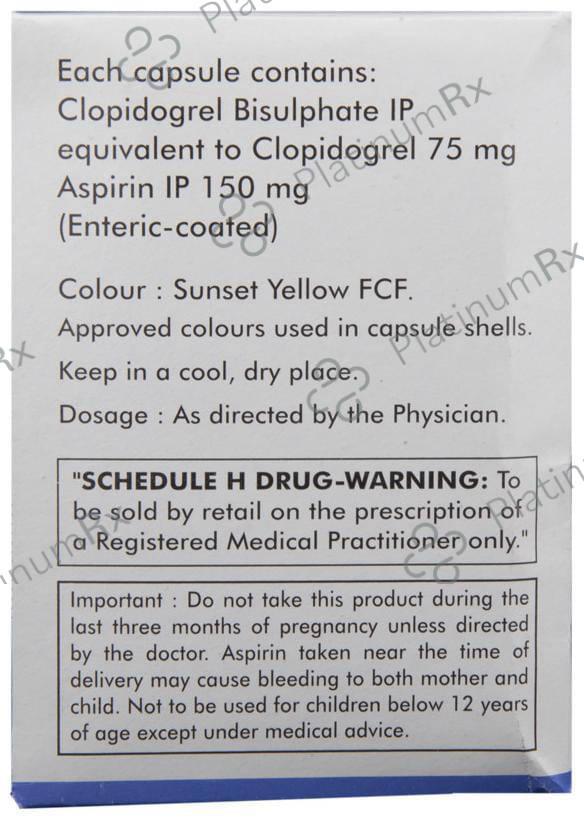 Each capsule contains:
Clopidogrel Bisulphate IP
equivalent to Clopidogrel 75 mg
Aspirin IP 150 mg
(Enteric-coated)
Colour : Sunset Yellow FCF.
Approved colours used in capsule shells.
Keep in a cool, dry place.
Dosage : As directed by the Physician.
"SCHEDULE H DRUG-WARNING: To
be sold by retail on the prescription of
a Registered Medical Practitioner only."
Important : Do not take this product during the
last three months of pregnancy unless directed
by the doctor. Aspirin taken near the time of
delivery may cause bleeding to both mother and
child. Not to be used for children below 12 years
of age except under medical advice.
PlatinumRx
PlatinumRx
PlatinumRx